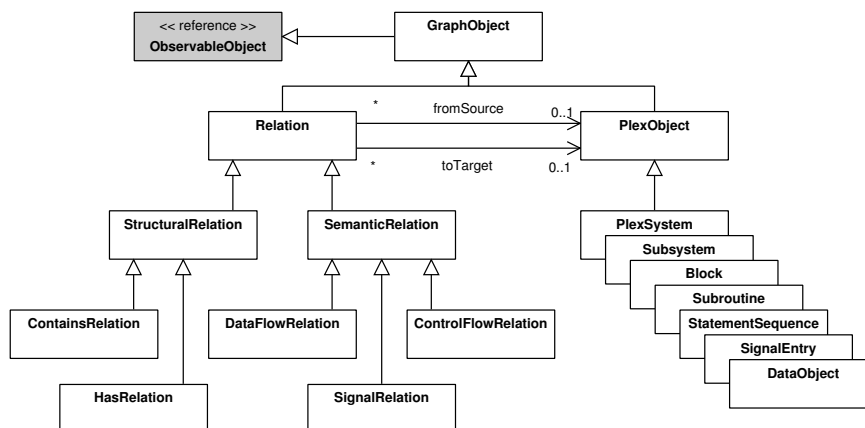 << reference >>
ObservableObject
GraphObject
* fromSource 0..1
Relation
PlexObject
* toTarget 0..1
StructuralRelation
SemanticRelation
PlexSystem
Subsystem
Block
Subroutine
ContainsRelation
DataFlowRelation
ControlFlowRelation
StatementSequence
SignalEntry
DataObject
HasRelation
SignalRelation